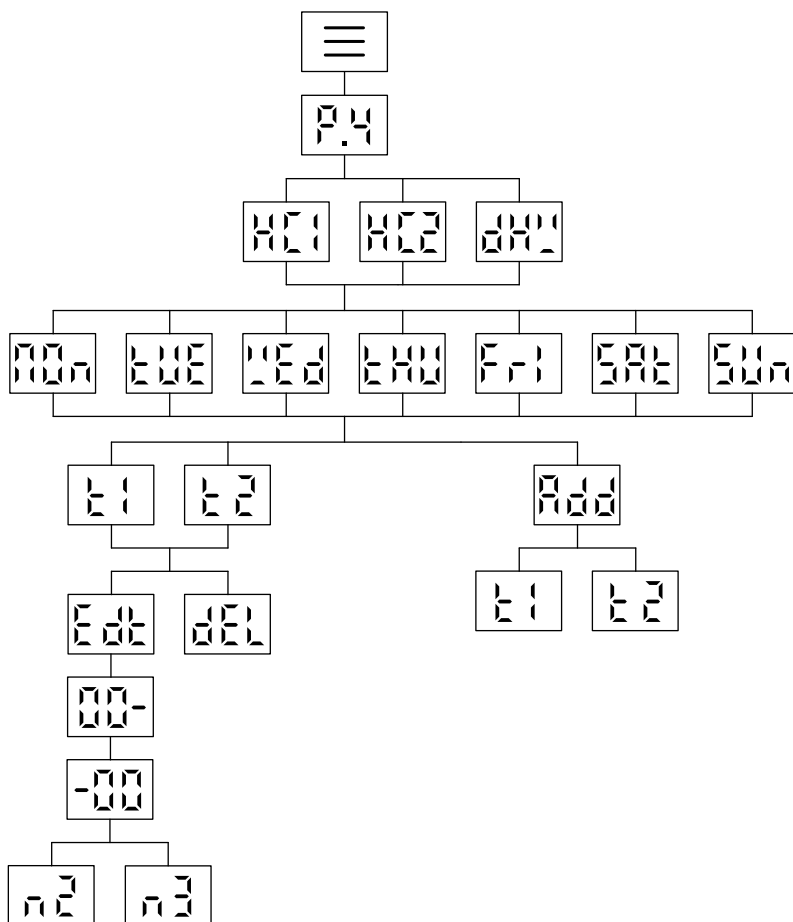 P.4
HC1 HC2 dHW
MOn tUE WEd tHU Fr1 SAt SUn
t1 t2 Add
t1 t2
Edt dEL
00-
-00
n2 n3